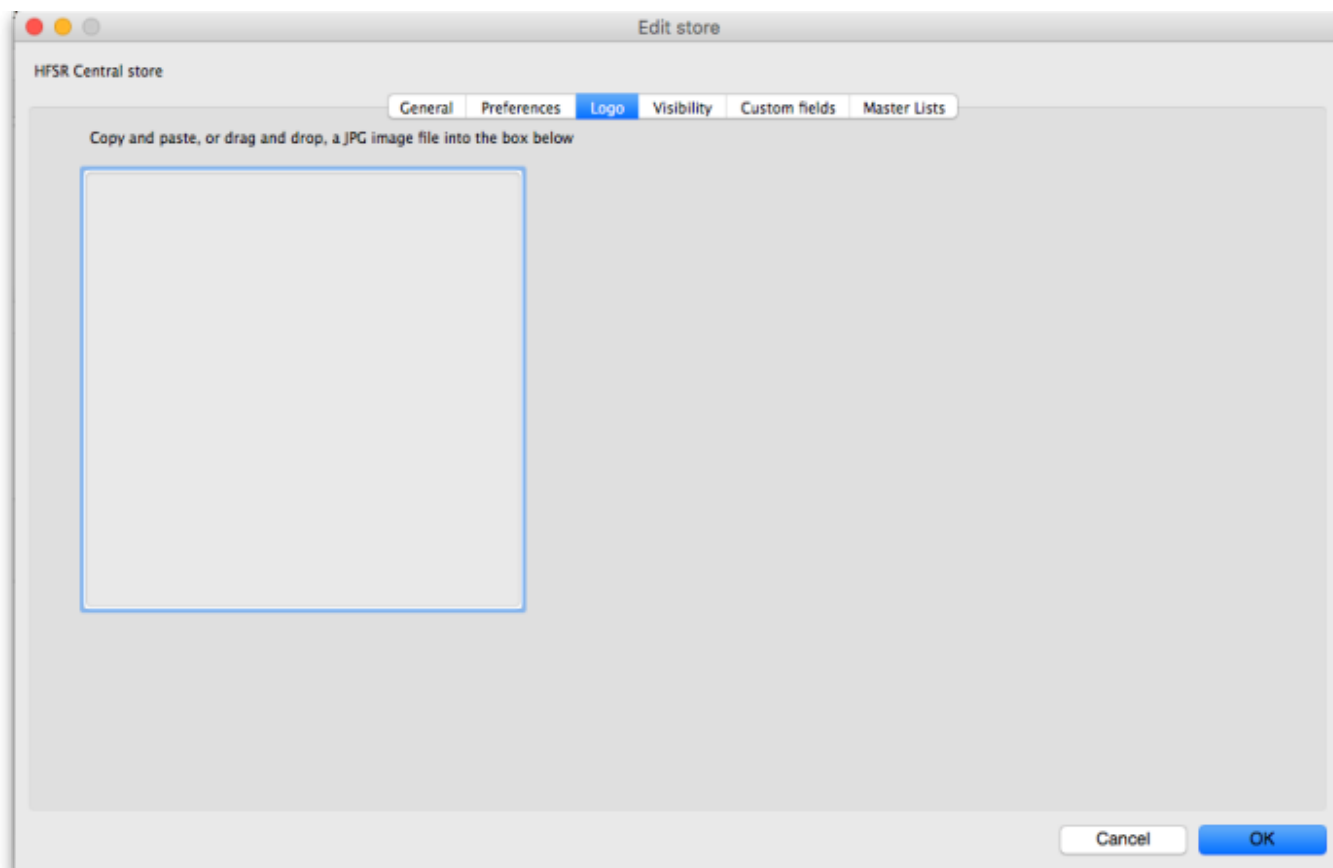 Edit store
HFSR Central store
General Preferences Logo Visibility Custom fields Master Lists
Copy and paste, or drag and drop, a JPG image file into the box below
Cancel OK